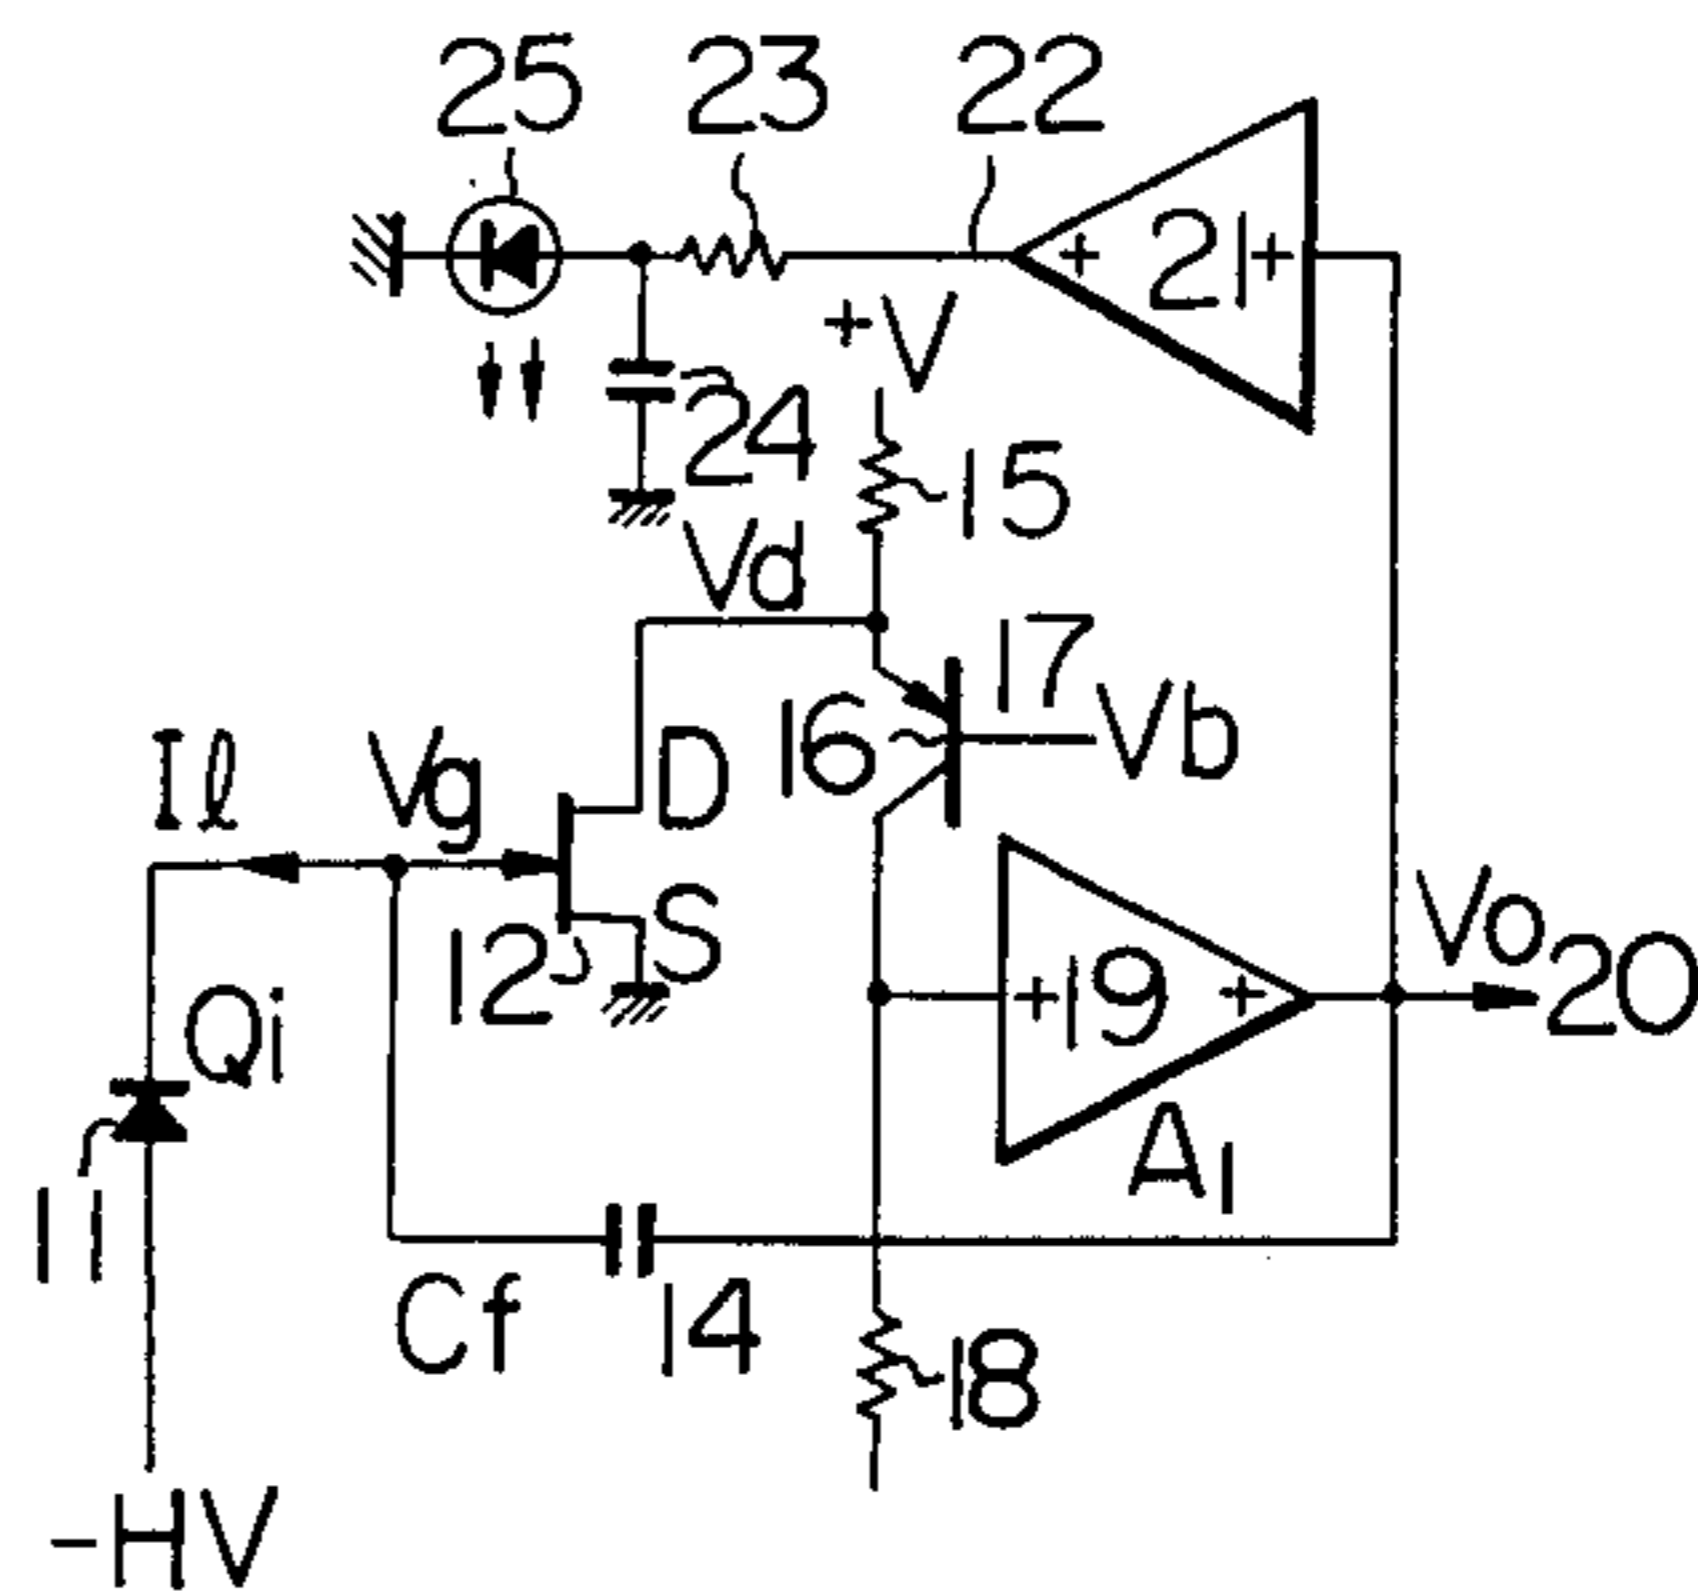 25 23 22
+ 21 +
+V
24
15
Vd
17
16
Vb
Iℓ Vg D
12 S
Vo 20
+ 19 +
Qi
A1
11
Cf 14
18
-HV